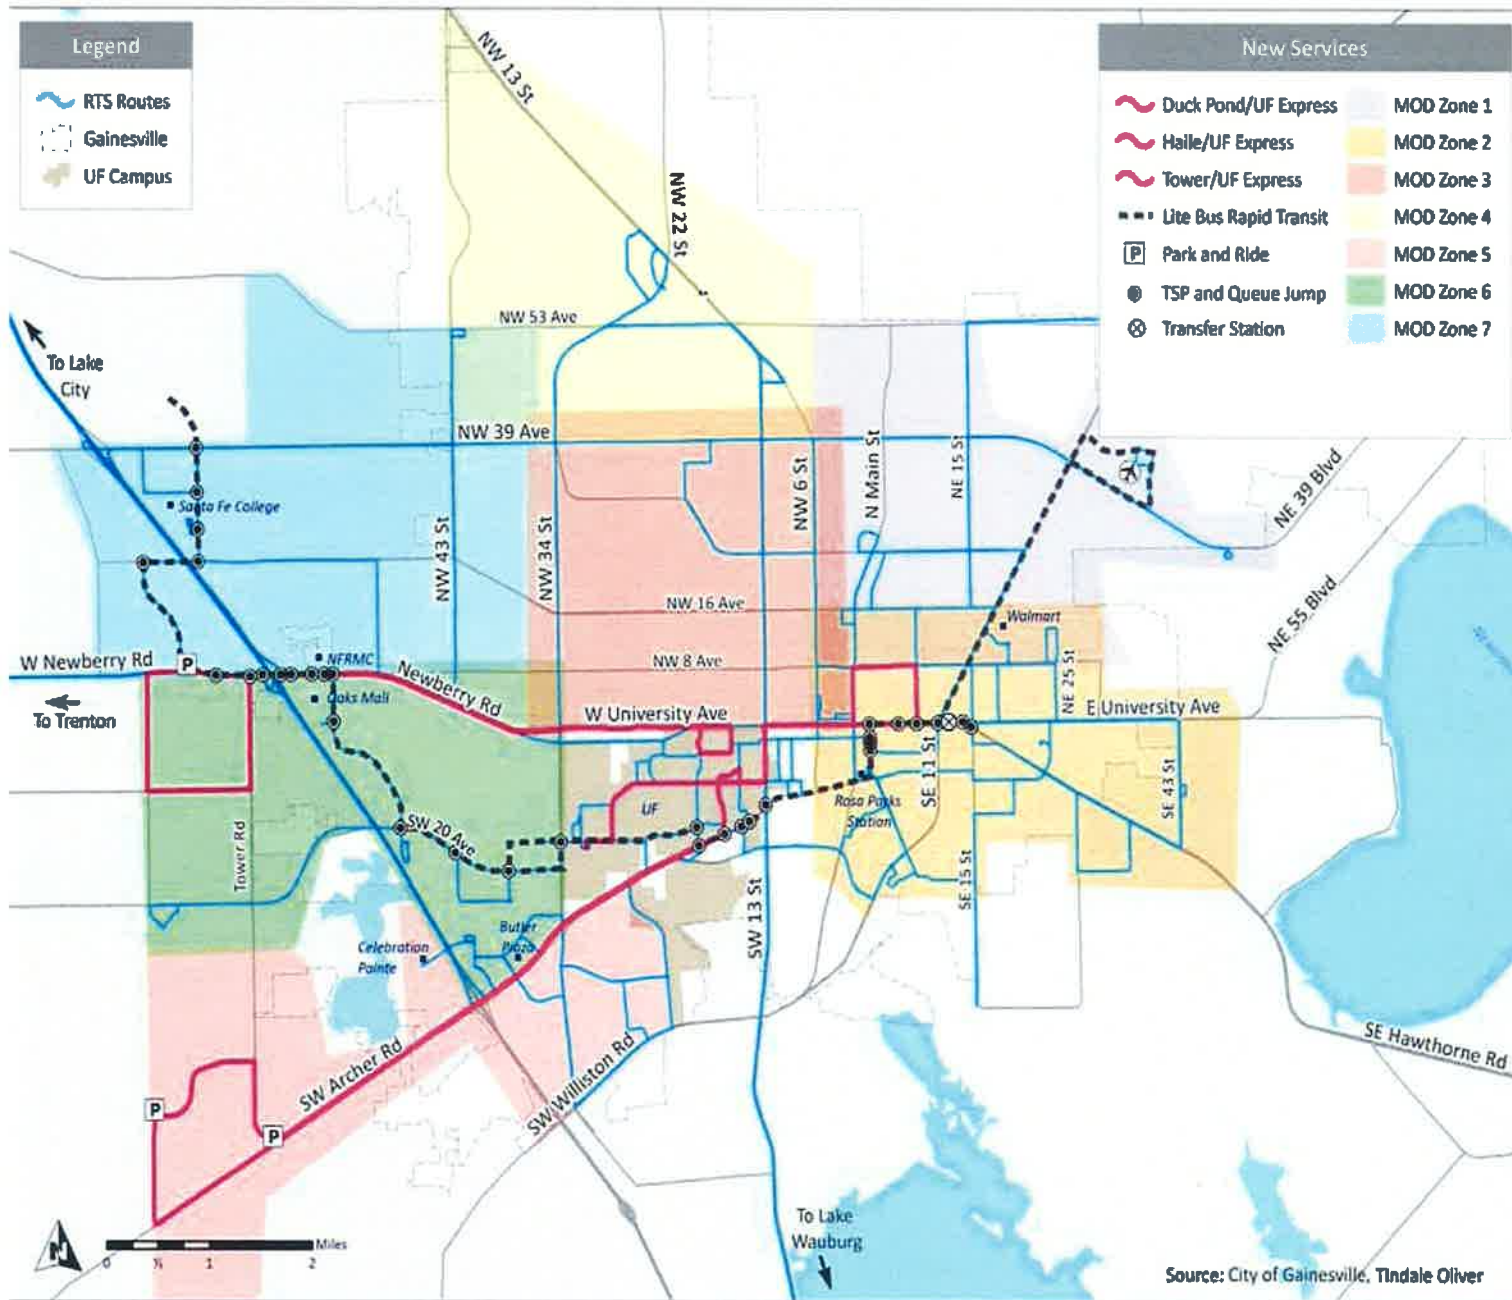 Legend
RTS Routes
Gainesville
UF Campus
New Services
Duck Pond/UF Express
Haile/UF Express
Tower/UF Express
Lite Bus Rapid Transit
P Park and Ride
TSP and Queue Jump
Transfer Station
MOD Zone 1
MOD Zone 2
MOD Zone 3
MOD Zone 4
MOD Zone 5
MOD Zone 6
MOD Zone 7
NW 13 St
NW 22 St
NW 53 Ave
To Lake
City
NW 39 Ave
Santa Fe College
NW 43 St
NW 34 St
NW 6 St
N Main St
NE 15 St
NE 39 Blvd
NE 55 Blvd
NW 16 Ave
Walmart
W Newberry Rd
P
NFRMC
Newberry Rd
NW 8 Ave
NE 25 St
Oaks Mall
To Trenton
W University Ave
E University Ave
SE 11 St
SE 43 St
UF
Rosa Parks
Station
SW 20 Ave
Tower Rd
SE 15 St
SW 13 St
Butler
Plaza
Celebration
Pointe
SW Archer Rd
SW Williston Rd
SE Hawthorne Rd
P
P
To Lake
Wauburg
N
Miles
0 ½ 1 2
Source: City of Gainesville, Tindale Oliver